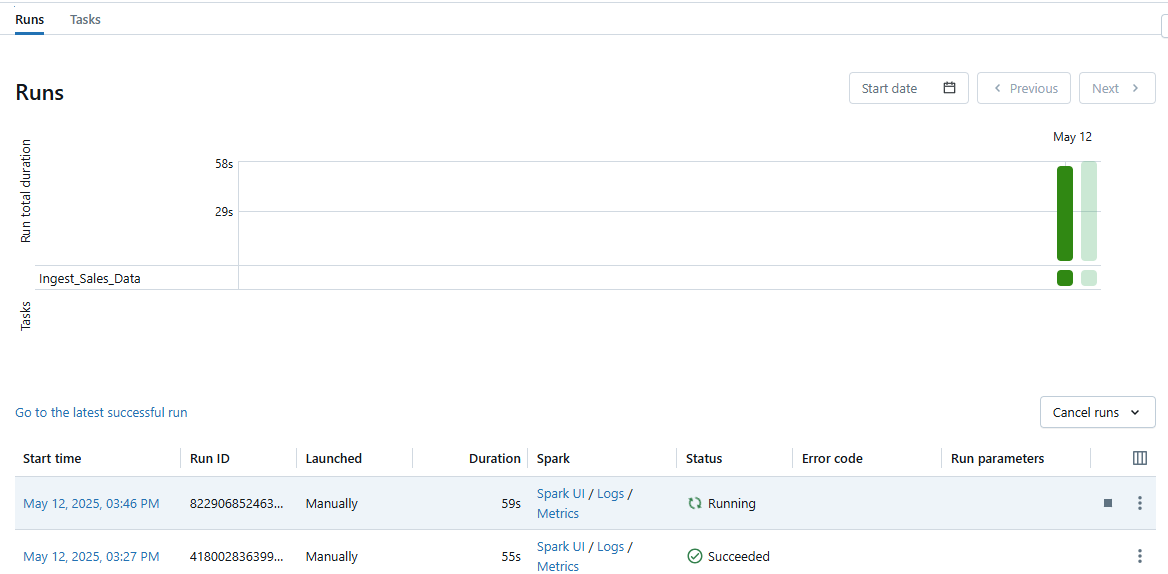 Runs Tasks
Runs
Start date
Previous
Next
May 12
Run total duration
58s
29s
Ingest_Sales_Data
Tasks
Go to the latest successful run
Cancel runs
Start time Run ID Launched Duration Spark Status Error code Run parameters
May 12, 2025, 03:46 PM 822906852463... Manually 59s Spark UI / Logs / Running
Metrics
May 12, 2025, 03:27 PM 418002836399... Manually 55s Spark UI / Logs / Succeeded
Metrics